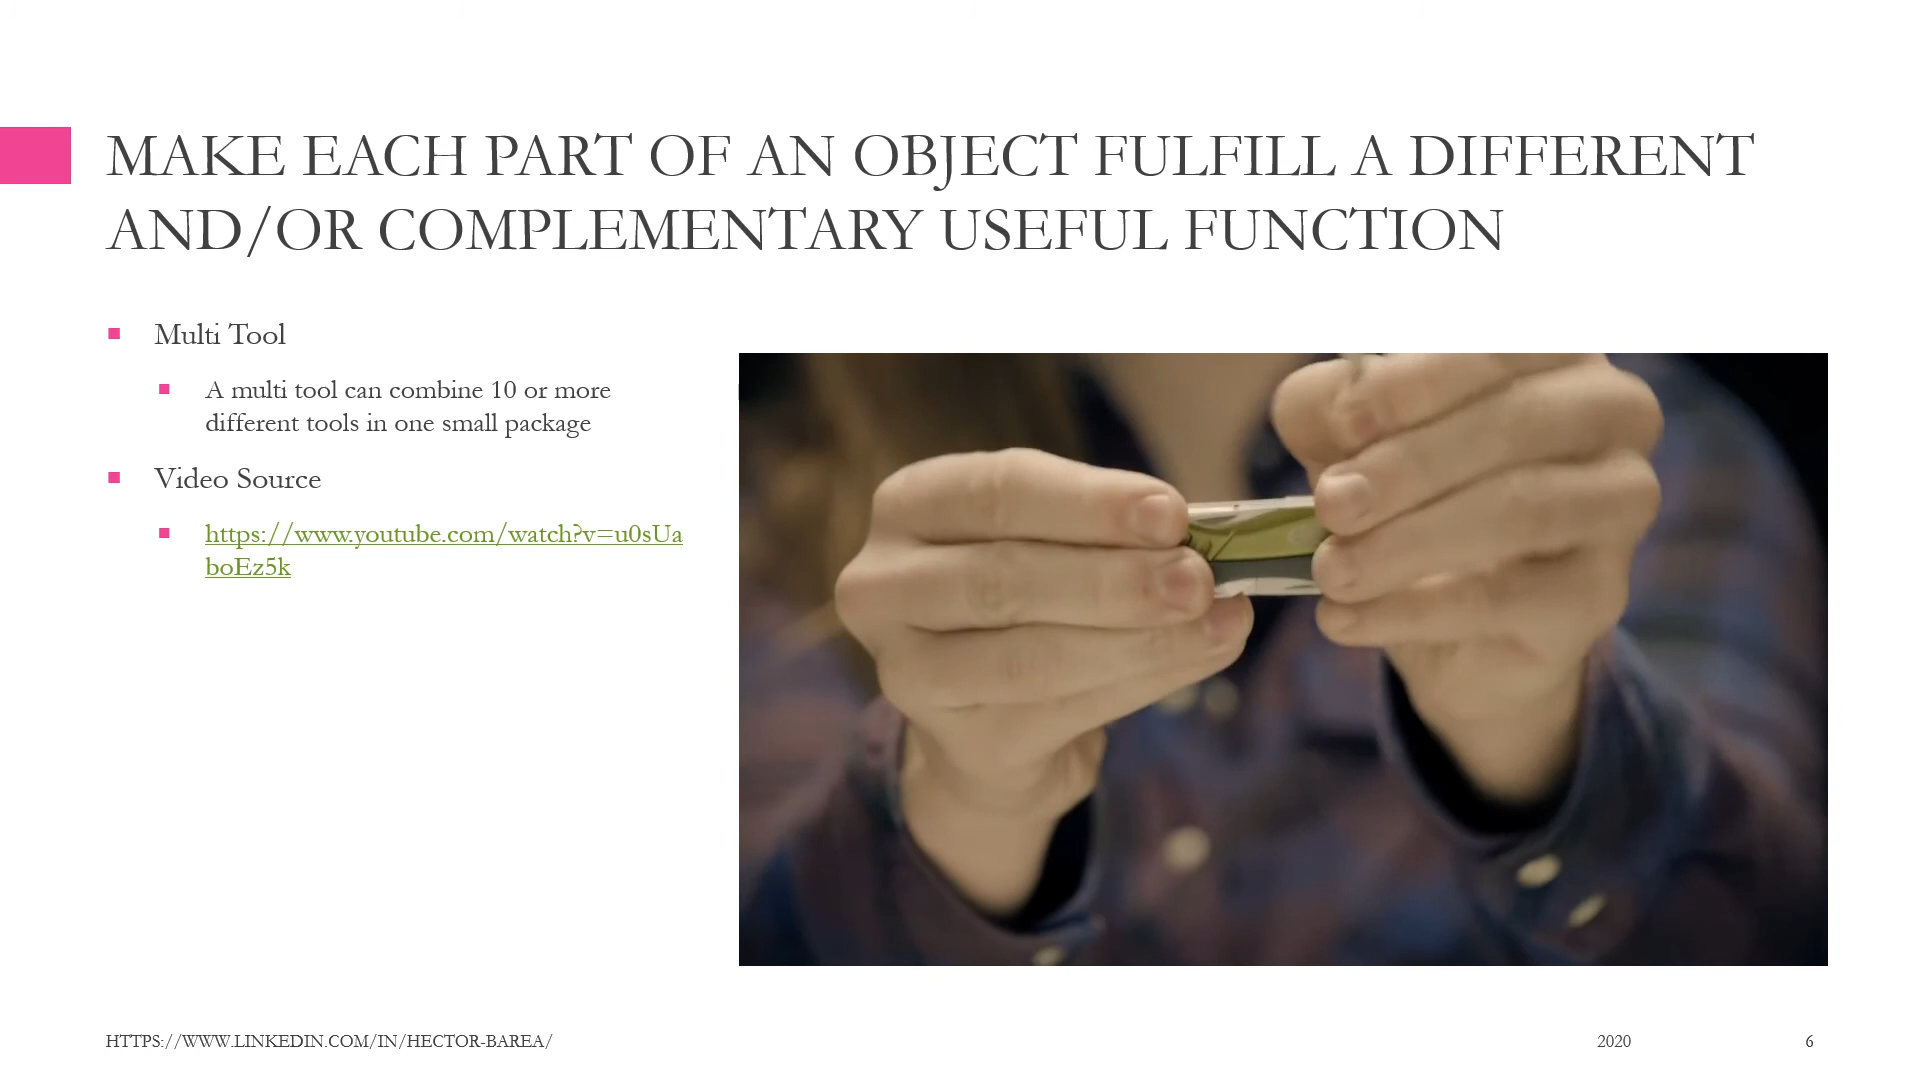 MAKE EACH PART OF AN OBJECT FULFILL A DIFFERENT
AND/OR COMPLEMENTARY USEFUL FUNCTION
Multi Tool
A multi tool can combine 10 or more
different tools in one small package
Video Source
https://www.youtube.com/watch?v=u0sUa
boEz5k
HTTPS://WWW.LINKEDIN.COM/IN/HECTOR-BAREA/
2020
6